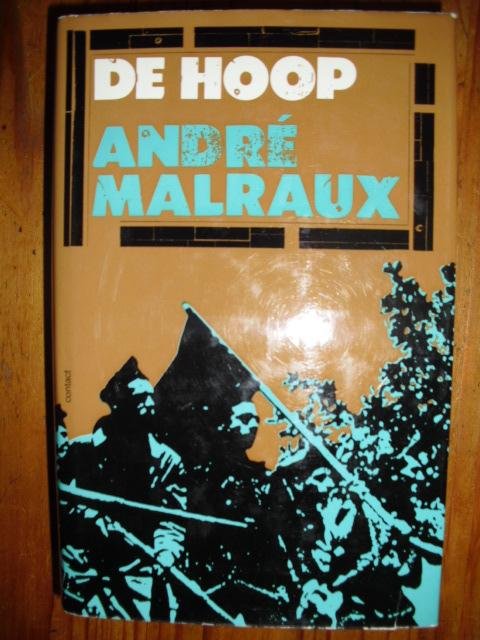 DE HOOP
ANDRÉ
MALRAUX
contact